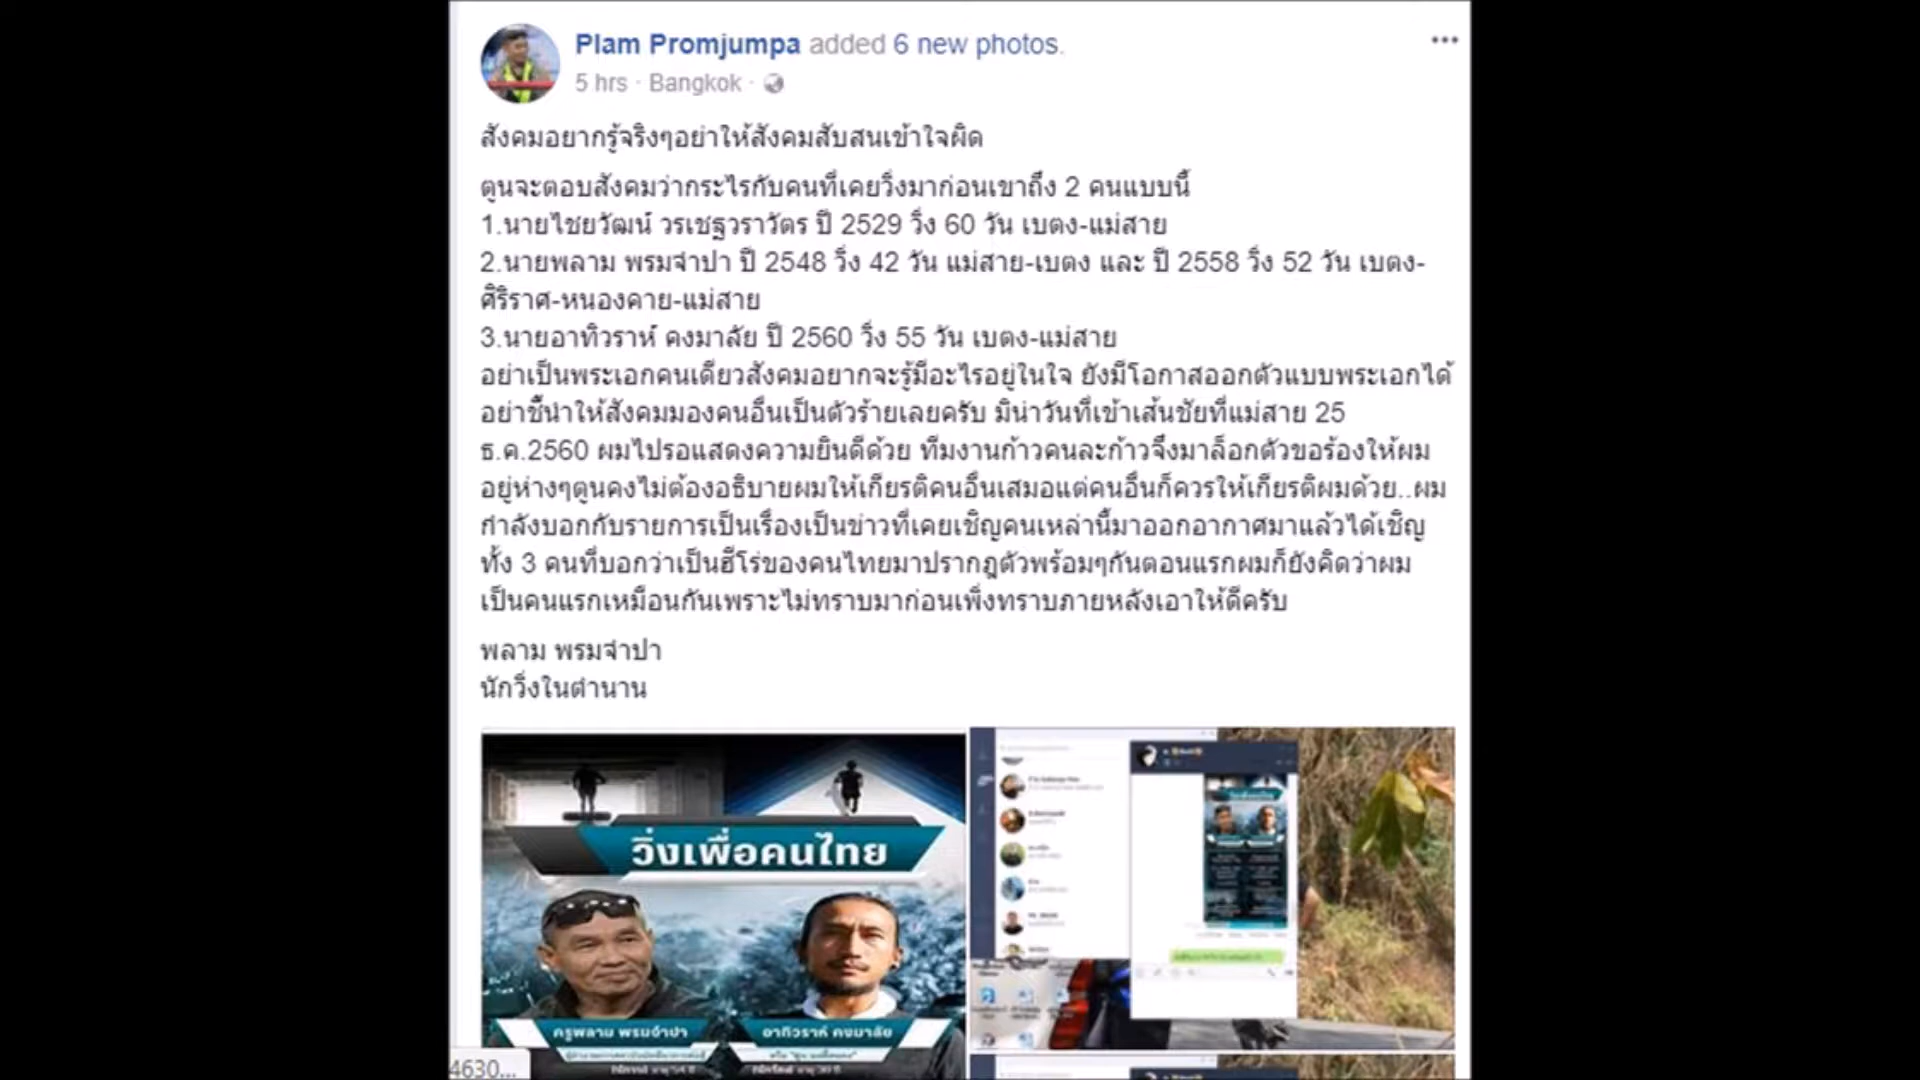 Plam Promjumpa added 6 new photos.
5 hrs · Bangkok ·
สังคมอยากรู้จริงๆอย่าให้สังคมสับสนเข้าใจผิด
ตูนจะตอบสังคมว่ากระไรกับคนที่เคยวิ่งมาก่อนเขาถึง 2 คนแบบนี้
1.นายไชยวัฒน์ วรเชฐวราวัตร ปี 2529 วิ่ง 60 วัน เบตง-แม่สาย
2.นายพลาม พรมจำปา ปี 2548 วิ่ง 42 วัน แม่สาย-เบตง และ ปี 2558 วิ่ง 52 วัน เบตง-
ศิริราศ-หนองคาย-แม่สาย
3.นายอาทิวราห์ คงมาลัย ปี 2560 วิ่ง 55 วัน เบตง-แม่สาย
อย่าเป็นพระเอกคนเดียวสังคมอยากจะรู้มีอะไรอยู่ในใจ ยังมีโอกาสออกตัวแบบพระเอกได้
อย่าชี้นำให้สังคมมองคนอื่นเป็นตัวร้ายเลยครับ มิน่าวันที่เข้าเส้นชัยที่แม่สาย 25
ธ.ค.2560 ผมไปรอแสดงความยินดีด้วย ทีมงานก้าวคนละก้าวจึงมาล็อกตัวขอร้องให้ผม
อยู่ห่างๆตูนคงไม่ต้องอธิบายผมให้เกียรติคนอื่นเสมอแต่คนอื่นก็ควรให้เกียรติผมด้วย..ผม
กำลังบอกกับรายการเป็นเรื่องเป็นข่าวที่เคยเชิญคนเหล่านี้มาออกอากาศมาแล้วได้เชิญ
ทั้ง 3 คนที่บอกว่าเป็นฮีโร่ของคนไทยมาปรากฎตัวพร้อมๆกันตอนแรกผมก็ยังคิดว่าผม
เป็นคนแรกเหมือนกันเพราะไม่ทราบมาก่อนเพิ่งทราบภายหลังเอาให้ดีครับ
พลาม พรมจำปา
นักวิ่งในตำนาน
วิ่งเพื่อคนไทย
ครูพลาม พรมจำปา
อาทิวราห์ คงมาลัย
4630...